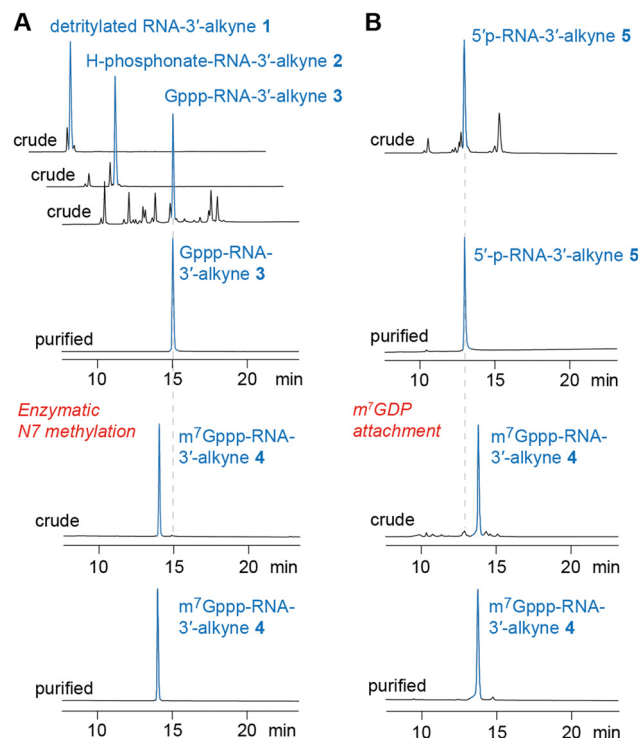 A
detritylated RNA-3′-alkyne 1
H-phosphonate-RNA-3′-alkyne 2
Gppp-RNA-3′-alkyne 3
crude
crude
crude
Gppp-RNA-
3′-alkyne 3
purified
10 15 20 min
Enzymatic
N7 methylation
m⁷Gppp-RNA-
3′-alkyne 4
crude
10 15 20 min
m⁷Gppp-RNA-
3′-alkyne 4
purified
10 15 20 min
B
5′p-RNA-3′-alkyne 5
crude
5′-p-RNA-3′-alkyne 5
purified
10 15 20 min
m⁷GDP
attachment
m⁷Gppp-RNA-
3′-alkyne 4
crude
10 15 20 min
m⁷Gppp-RNA-
3′-alkyne 4
purified
10 15 20 min